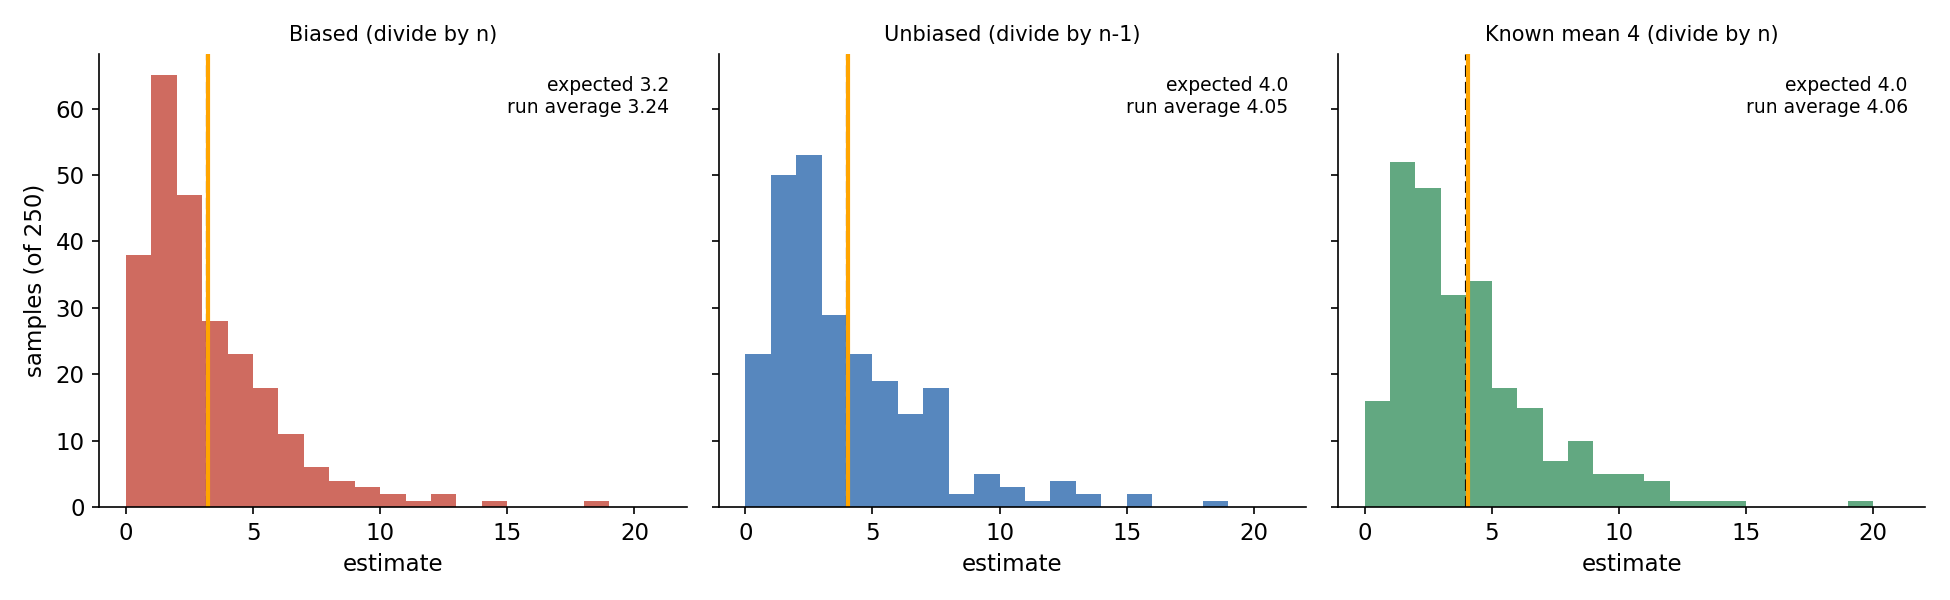 Biased (divide by n)
expected 3.2
run average 3.24
samples (of 250)
60
50
40
30
20
10
0
0 5 10 15 20
estimate
Unbiased (divide by n-1)
expected 4.0
run average 4.05
0 5 10 15 20
estimate
Known mean 4 (divide by n)
expected 4.0
run average 4.06
0 5 10 15 20
estimate